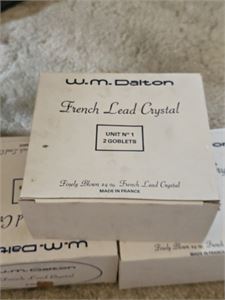 W.M. Dalton
French Lead Crystal
UNIT Nº 1
2 GOBLETS
Finely Blown 24 % French Lead Crystal
MADE IN FRANCE
W.M. Dalton
W.M. Da